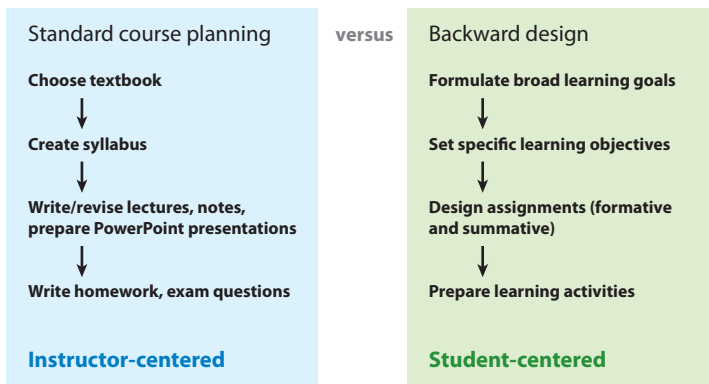 Standard course planning
versus
Backward design
Choose textbook
Create syllabus
Write/revise lectures, notes,
prepare PowerPoint presentations
Write homework, exam questions
Instructor-centered
Formulate broad learning goals
Set specific learning objectives
Design assignments (formative
and summative)
Prepare learning activities
Student-centered